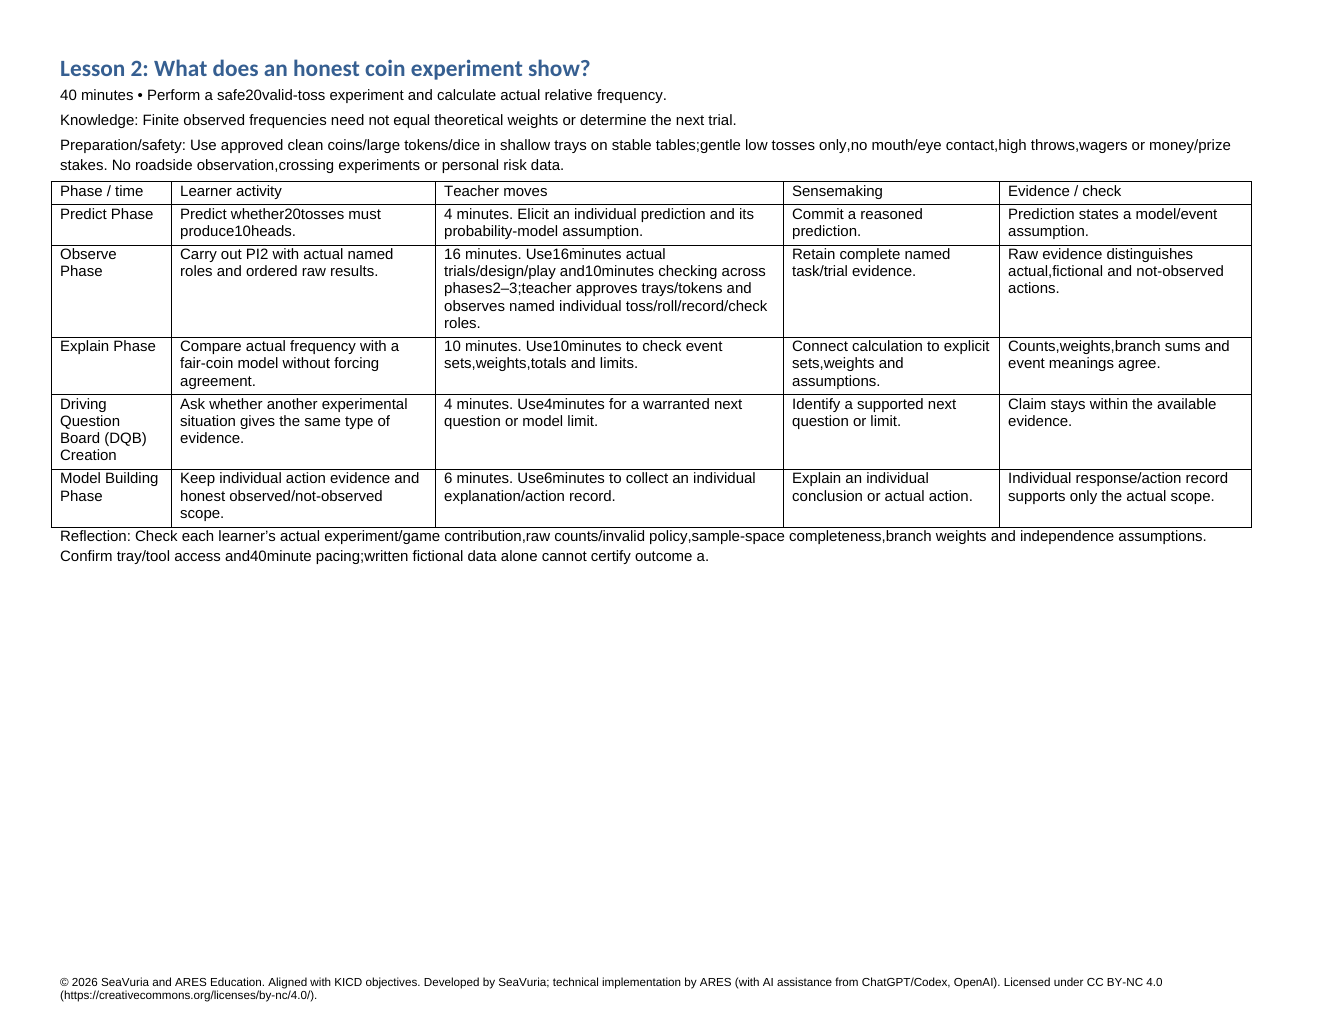 Lesson 2: What does an honest coin experiment show?
40 minutes • Perform a safe20valid-toss experiment and calculate actual relative frequency.
Knowledge: Finite observed frequencies need not equal theoretical weights or determine the next trial.
Preparation/safety: Use approved clean coins/large tokens/dice in shallow trays on stable tables;gentle low tosses only,no mouth/eye contact,high throws,wagers or money/prize
stakes. No roadside observation,crossing experiments or personal risk data.
Phase / time
Learner activity
Teacher moves
Sensemaking
Evidence / check
Predict Phase
Predict whether20tosses must
produce10heads.
4 minutes. Elicit an individual prediction and its
probability-model assumption.
Commit a reasoned
prediction.
Prediction states a model/event
assumption.
Observe
Phase
Carry out PI2 with actual named
roles and ordered raw results.
16 minutes. Use16minutes actual
trials/design/play and10minutes checking across
phases2–3;teacher approves trays/tokens and
observes named individual toss/roll/record/check
roles.
Retain complete named
task/trial evidence.
Raw evidence distinguishes
actual,fictional and not-observed
actions.
Explain Phase
Compare actual frequency with a
fair-coin model without forcing
agreement.
10 minutes. Use10minutes to check event
sets,weights,totals and limits.
Connect calculation to explicit
sets,weights and
assumptions.
Counts,weights,branch sums and
event meanings agree.
Driving
Question
Board (DQB)
Creation
Ask whether another experimental
situation gives the same type of
evidence.
4 minutes. Use4minutes for a warranted next
question or model limit.
Identify a supported next
question or limit.
Claim stays within the available
evidence.
Model Building
Phase
Keep individual action evidence and
honest observed/not-observed
scope.
6 minutes. Use6minutes to collect an individual
explanation/action record.
Explain an individual
conclusion or actual action.
Individual response/action record
supports only the actual scope.
Reflection: Check each learner’s actual experiment/game contribution,raw counts/invalid policy,sample-space completeness,branch weights and independence assumptions.
Confirm tray/tool access and40minute pacing;written fictional data alone cannot certify outcome a.
© 2026 SeaVuria and ARES Education. Aligned with KICD objectives. Developed by SeaVuria; technical implementation by ARES (with AI assistance from ChatGPT/Codex, OpenAI). Licensed under CC BY-NC 4.0
(https://creativecommons.org/licenses/by-nc/4.0/).